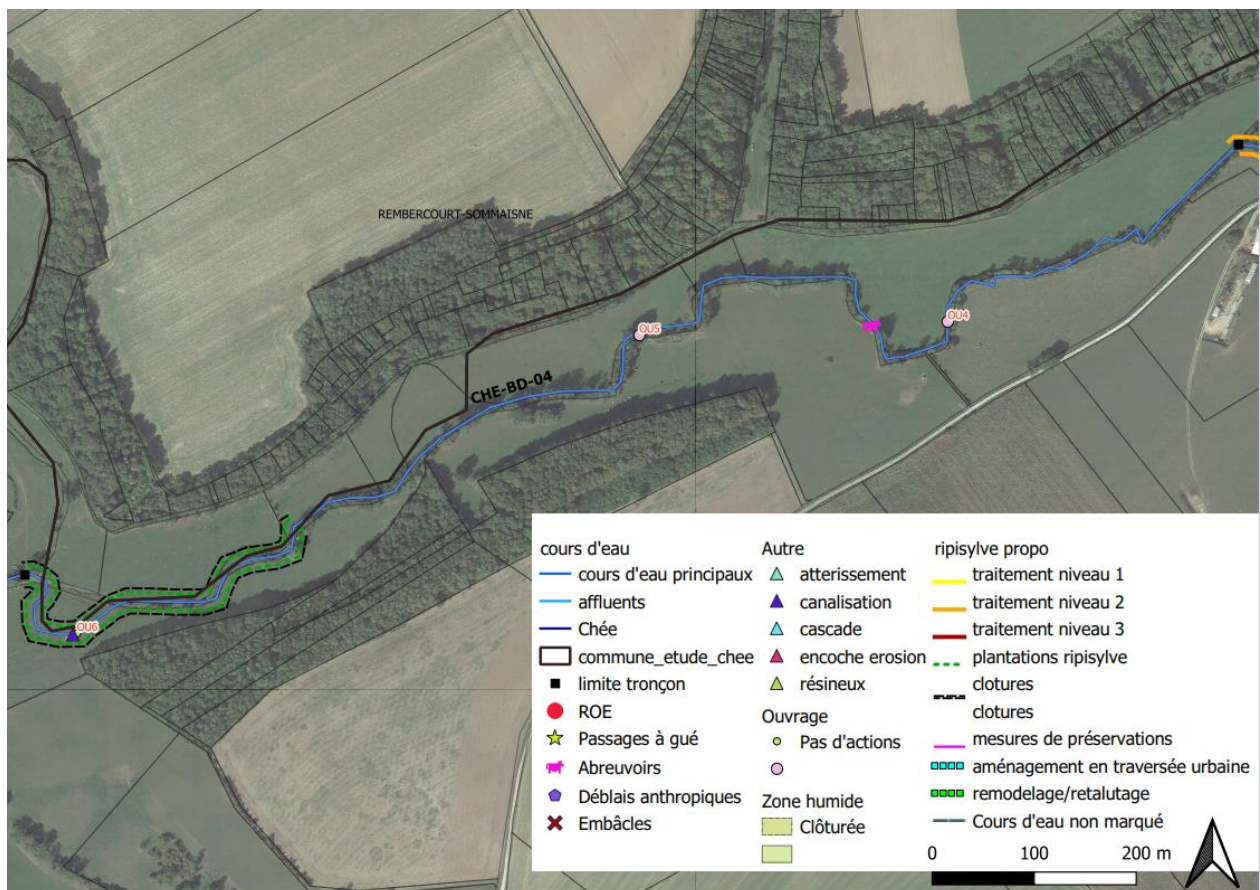 REMBERCOURT-SOMMAISNE
OU5
OU4
CHE-BD-04
OU6
cours d'eau
cours d'eau principaux
affluents
Chée
commune_etude_chee
limite tronçon
ROE
Passages à gué
Abreuvoirs
Déblais anthropiques
Embâcles
Autre
atterissement
canalisation
cascade
encoche erosion
résineux
Ouvrage
Pas d'actions
Zone humide
Clôturée
ripisylve propo
traitement niveau 1
traitement niveau 2
traitement niveau 3
plantations ripisylve
clotures
clotures
mesures de préservations
aménagement en traversée urbaine
remodelage/retalutage
Cours d'eau non marqué
0 100 200 m